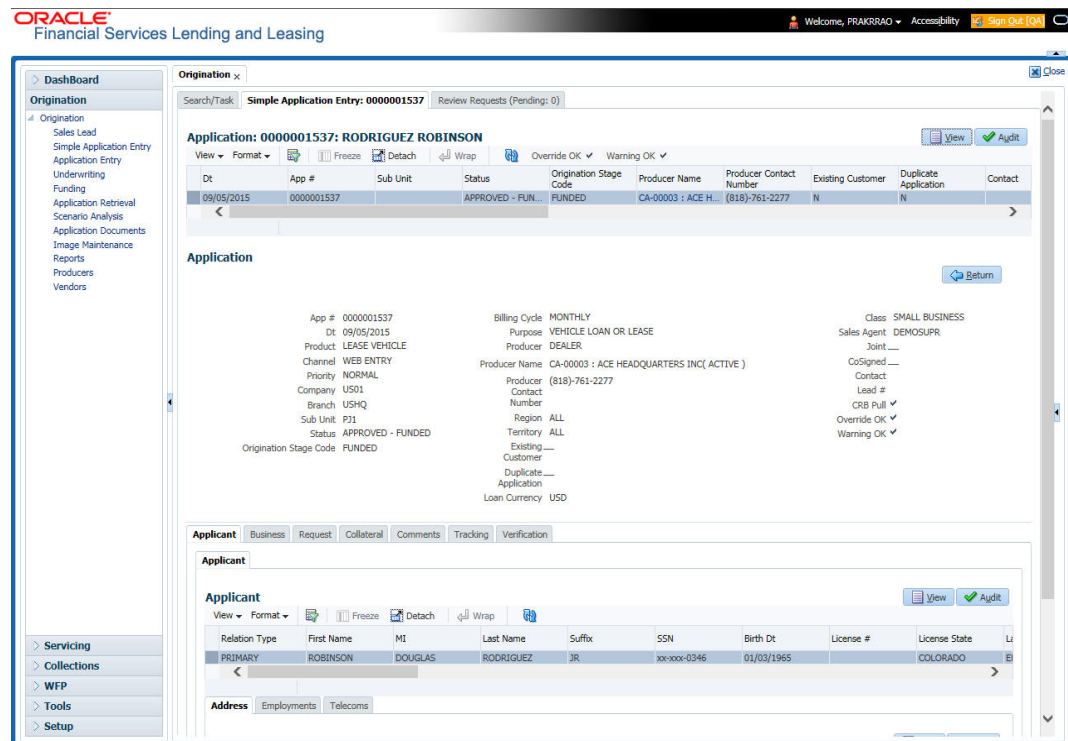 ORACLE
Financial Services Lending and Leasing
Welcome, PRAKRRAO Accessibility Sign Out [QA]
Close
DashBoard
Origination
Origination
Sales Lead
Simple Application Entry
Application Entry
Underwriting
Funding
Application Retrieval
Scenario Analysis
Application Documents
Image Maintenance
Reports
Producers
Vendors
Servicing
Collections
WFP
Tools
Setup
Origination x
Search/Task Simple Application Entry: 0000001537 Review Requests (Pending: 0)
Application: 0000001537: RODRIGUEZ ROBINSON
View Audit
View Format Freeze Detach Wrap Override OK Warning OK
Dt App # Sub Unit Status Origination Stage Code Producer Name Producer Contact Number Existing Customer Duplicate Application Contact
09/05/2015 0000001537 APPROVED - FUN... FUNDED CA-00003 : ACE H... (818)-761-2277 N N
Application
Return
App # 0000001537
Dt 09/05/2015
Product LEASE VEHICLE
Channel WEB ENTRY
Priority NORMAL
Company US01
Branch USHQ
Sub Unit PJ1
Status APPROVED - FUNDED
Origination Stage Code FUNDED
Billing Cycle MONTHLY
Purpose VEHICLE LOAN OR LEASE
Producer DEALER
Producer Name CA-00003 : ACE HEADQUARTERS INC( ACTIVE )
Producer Contact Number (818)-761-2277
Region ALL
Territory ALL
Existing Customer
Duplicate Application
Loan Currency USD
Class SMALL BUSINESS
Sales Agent DEMOSUPR
Joint
CoSigned
Contact
Lead #
CRB Pull
Override OK
Warning OK
Applicant Business Request Collateral Comments Tracking Verification
Applicant
Applicant
View Audit
View Format Freeze Detach Wrap
Relation Type First Name MI Last Name Suffix SSN Birth Dt License # License State
PRIMARY ROBINSON DOUGLAS RODRIGUEZ JR xx-xxx-0346 01/03/1965 COLORADO
Address Employments Telecoms